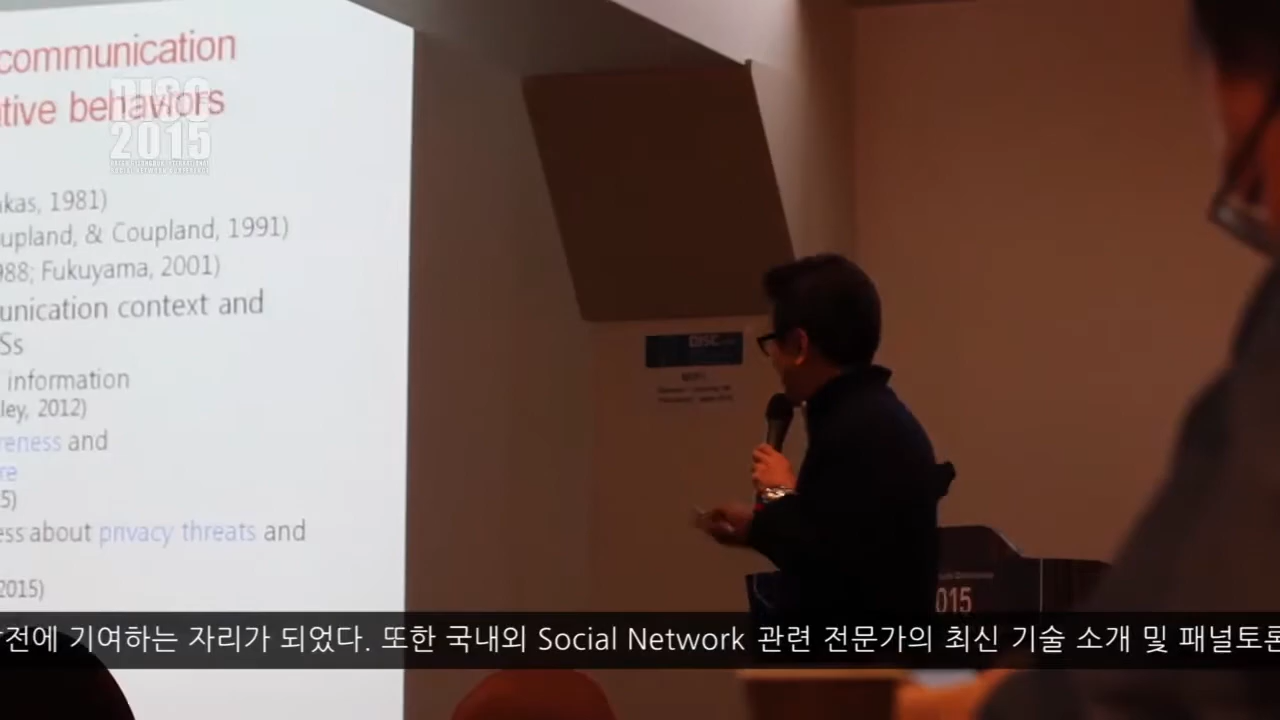 communication
tive behaviors
DISC
2015
kas, 1981)
upland, & Coupland, 1991)
988; Fukuyama, 2001)
unication context and
Ss
information
ley, 2012)
reness and
re
5)
ess about privacy threats and
2015)
DISC
015
전에 기여하는 자리가 되었다. 또한 국내외 Social Network 관련 전문가의 최신 기술 소개 및 패널토론